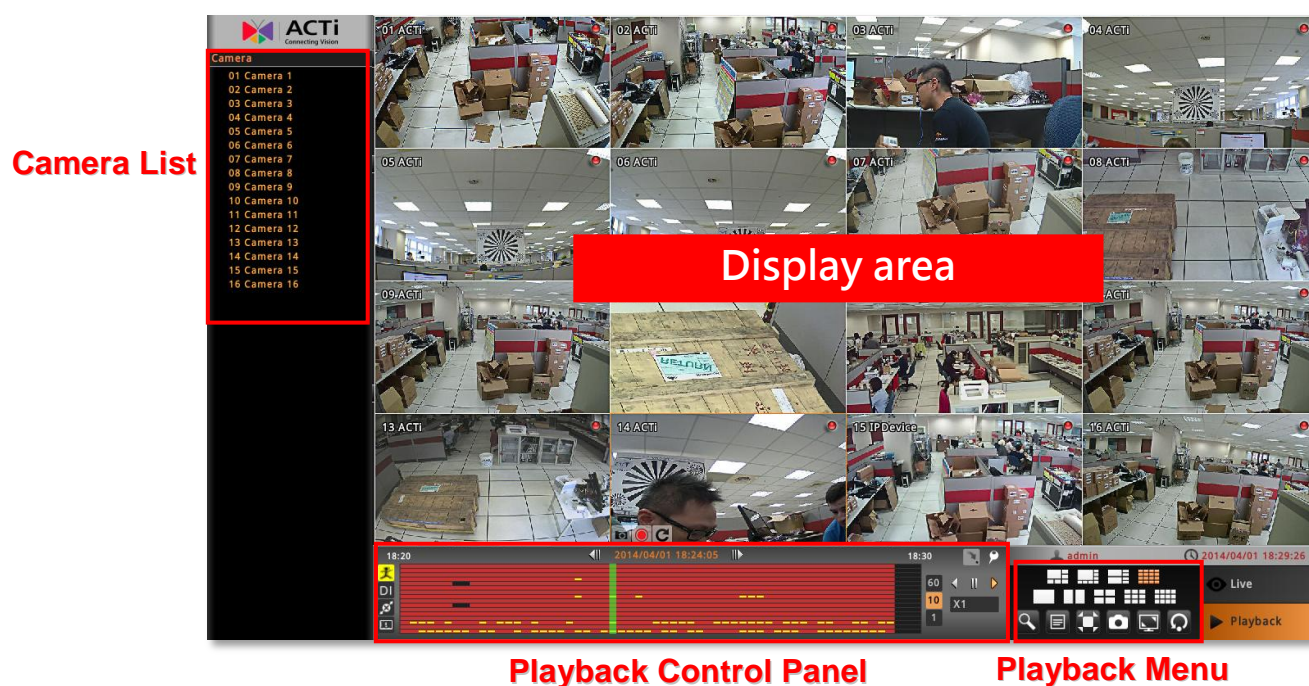 ACTi
Connecting Vision
Camera
01 Camera 1
02 Camera 2
03 Camera 3
04 Camera 4
05 Camera 5
06 Camera 6
07 Camera 7
08 Camera 8
09 Camera 9
10 Camera 10
11 Camera 11
12 Camera 12
13 Camera 13
14 Camera 14
15 Camera 15
16 Camera 16
Camera List
01 ACTi
02 ACTi
03 ACTi
04 ACTi
05 ACTi
06 ACTi
07 ACTi
08 ACTi
Display area
09 ACTi
ACTi
13 ACTi
14 ACTi
15 IPDevice
16 ACTi
18:20
2014/04/01 18:24:05
18:30
admin
2014/04/01 18:29:26
DI
60
10
1
X1
Live
Playback
Playback Control Panel
Playback Menu